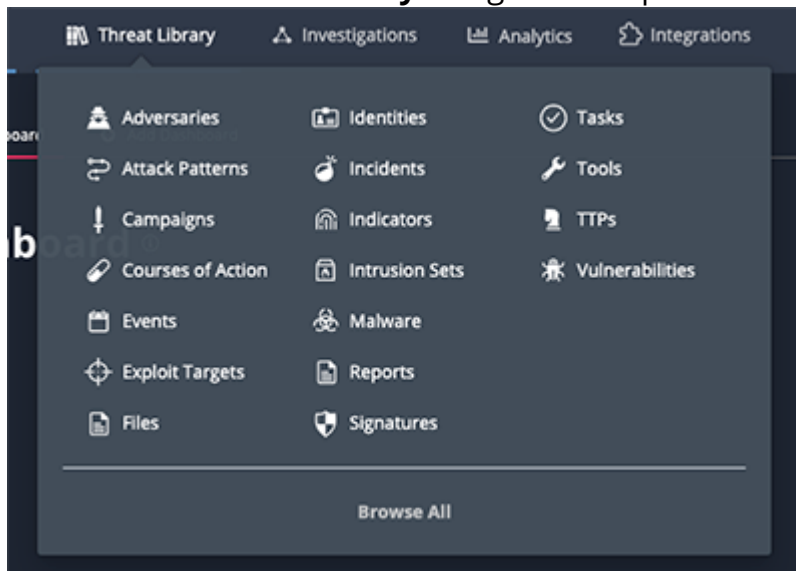 Threat Library Investigations Analytics Integrations
Adversaries Identities Tasks
Attack Patterns Incidents Tools
Campaigns Indicators TTPs
Courses of Action Intrusion Sets Vulnerabilities
Events Malware
Exploit Targets Reports
Files Signatures
Browse All